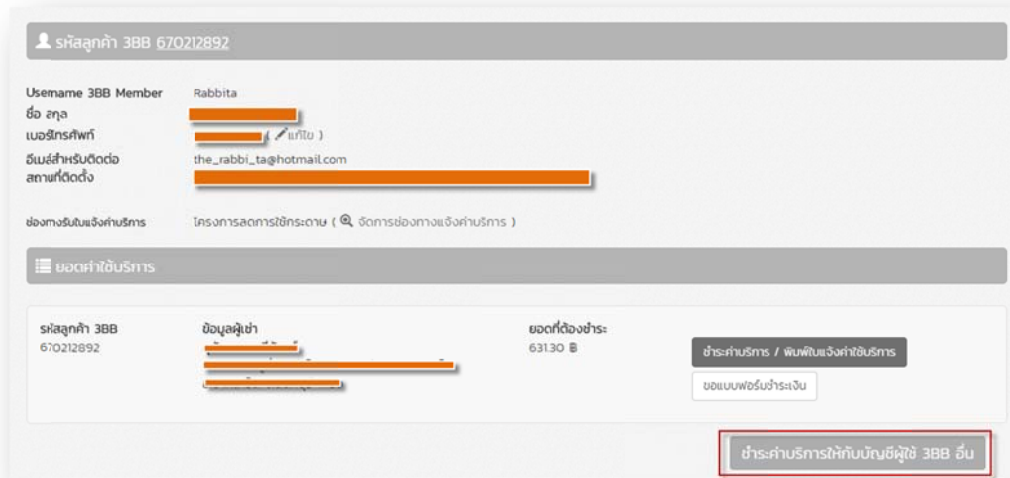 รหัสลูกค้า 3BB 670212892
Username 3BB Member Rabbita
ชื่อ สกุล
เบอร์โทรศัพท์ ( แก้ไข )
อีเมล์สำหรับติดต่อ the_rabbi_ta@hotmail.com
สถานที่ติดตั้ง
ช่องทางรับใบแจ้งค่าบริการ โครงการลดการใช้กระดาษ ( จัดการช่องทางแจ้งค่าบริการ )
ยอดค่าใช้บริการ
รหัสลูกค้า 3BB ข้อมูลผู้เช่า ยอดที่ต้องชำระ
670212892 631.30 ฿
ชำระค่าบริการ / พิมพ์ใบแจ้งค่าใช้บริการ
ขอแบบฟอร์มชำระเงิน
ชำระค่าบริการให้กับบัญชีผู้ใช้ 3BB อื่น